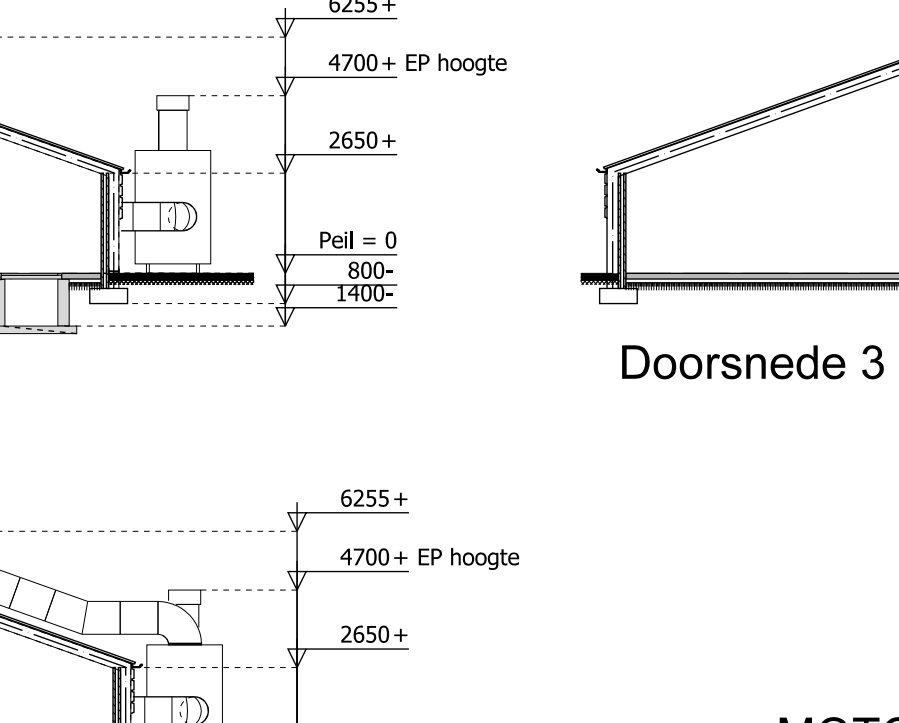 6255+
4700+ EP hoogte
2650+
Peil = 0
800-
1400-
Doorsnede 3
6255+
4700+ EP hoogte
2650+